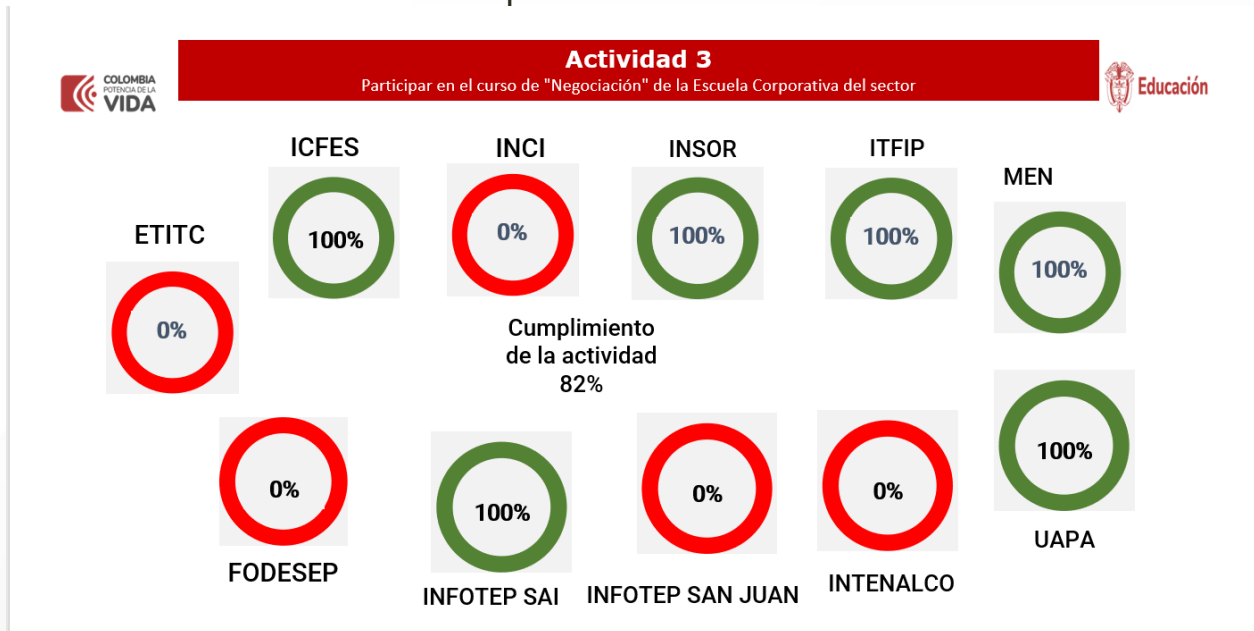 Actividad 3
Participar en el curso de "Negociación" de la Escuela Corporativa del sector
COLOMBIA
POTENCIA DE LA
VIDA
Educación
ICFES
INCI
INSOR
ITFIP
MEN
ETITC
100%
0%
100%
100%
100%
0%
Cumplimiento
de la actividad
82%
0%
100%
0%
0%
100%
FODESEP
INFOTEP SAI
INFOTEP SAN JUAN
INTENALCO
UAPA